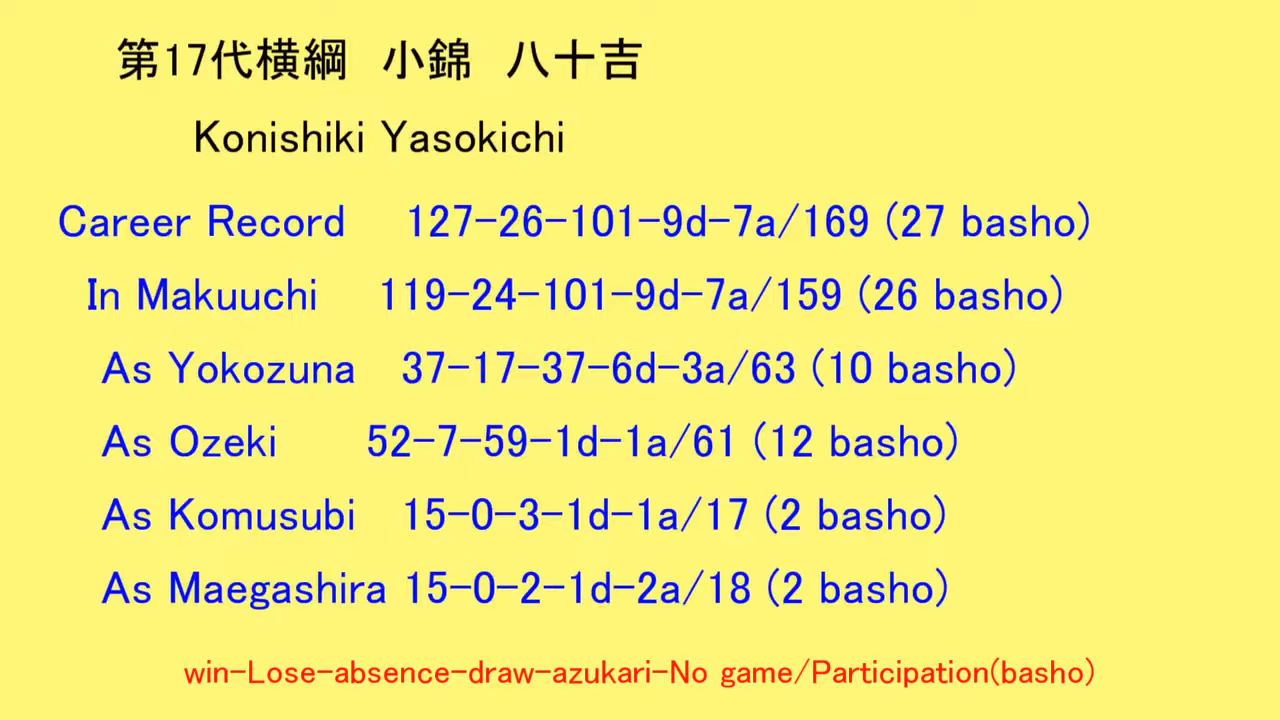 第17代横綱 小錦 八十吉
Konishiki Yasokichi
Career Record 127-26-101-9d-7a/169 (27 basho)
In Makuuchi 119-24-101-9d-7a/159 (26 basho)
As Yokozuna 37-17-37-6d-3a/63 (10 basho)
As Ozeki 52-7-59-1d-1a/61 (12 basho)
As Komusubi 15-0-3-1d-1a/17 (2 basho)
As Maegashira 15-0-2-1d-2a/18 (2 basho)
win-Lose-absence-draw-azukari-No game/Participation(basho)